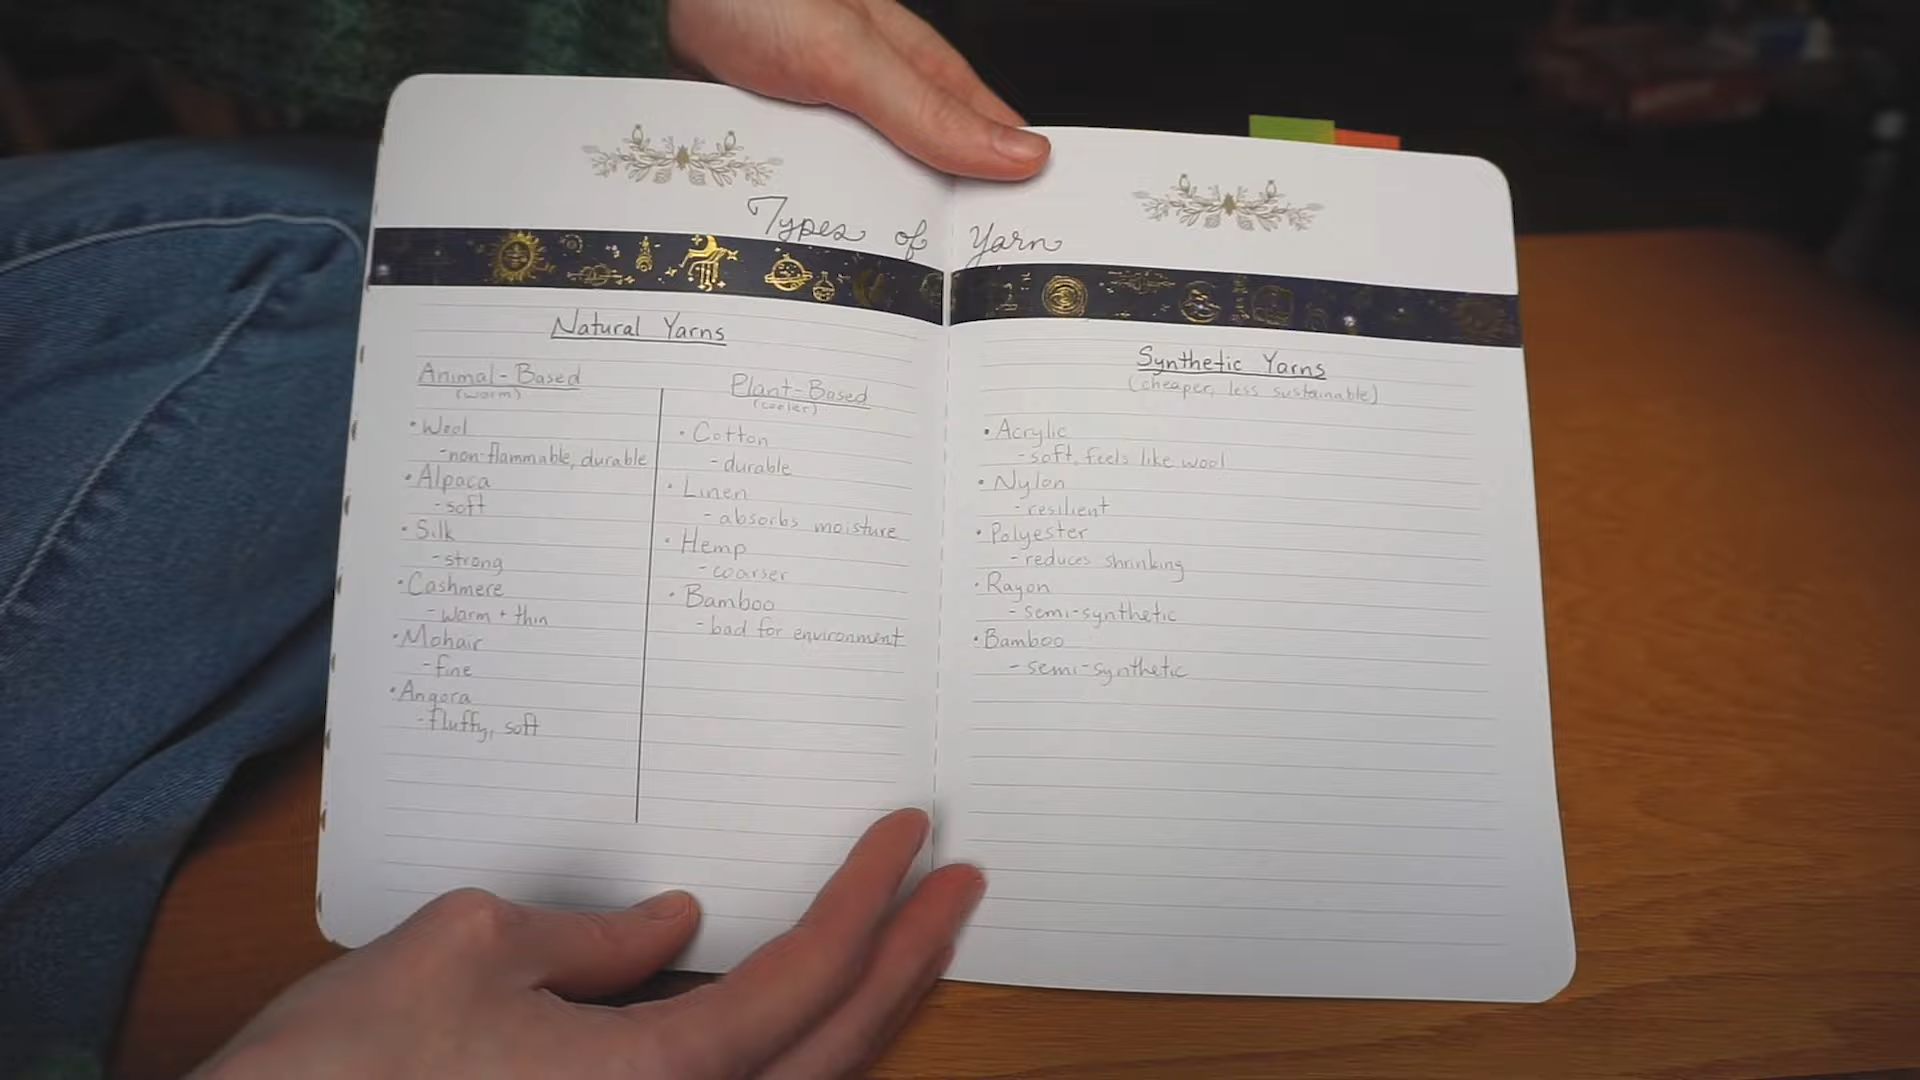 Types of Yarn
Natural Yarns
Animal-Based
(warm)
• Wool
-non-flammable, durable
• Alpaca
- soft
• Silk
- strong
• Cashmere
- warm + thin
• Mohair
- fine
• Angora
- fluffy, soft
Plant-Based
(cooler)
• Cotton
- durable
• Linen
- absorbs moisture
• Hemp
- coarser
• Bamboo
- bad for environment
Synthetic Yarns
(cheaper, less sustainable)
• Acrylic
- soft, feels like wool
• Nylon
- resilient
• Polyester
- reduces shrinking
• Rayon
- semi-synthetic
• Bamboo
- semi-synthetic